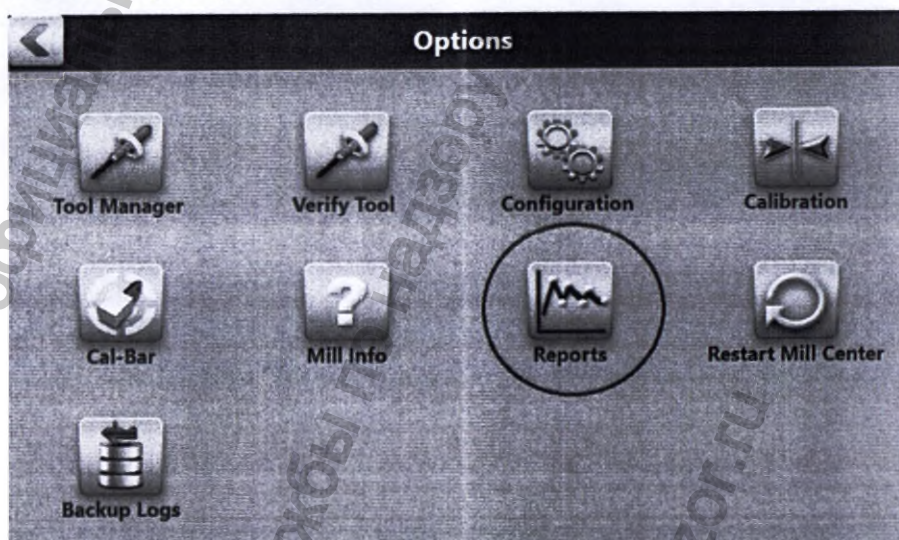 Options
Tool Manager
Verify Tool
Configuration
Calibration
Cal-Bar
Mill Info
Reports
Restart Mill Center
Backup Logs